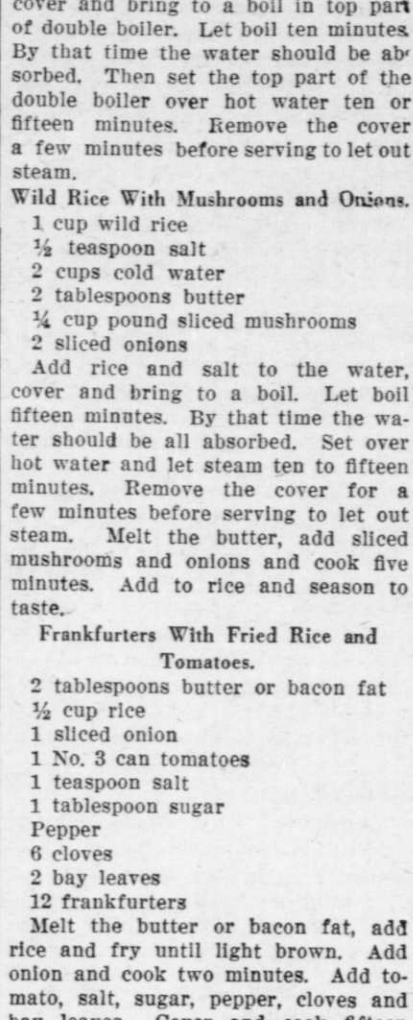 cover and bring to a boil in top part
of double boiler. Let boil ten minutes.
By that time the water should be ab-
sorbed. Then set the top part of the
double boiler over hot water ten or
fifteen minutes. Remove the cover
a few minutes before serving to let out
steam.
Wild Rice With Mushrooms and Onions.
1 cup wild rice
½ teaspoon salt
2 cups cold water
2 tablespoons butter
¼ cup pound sliced mushrooms
2 sliced onions
Add rice and salt to the water,
cover and bring to a boil. Let boil
fifteen minutes. By that time the wa-
ter should be all absorbed. Set over
hot water and let steam ten to fifteen
minutes. Remove the cover for a
few minutes before serving to let out
steam. Melt the butter, add sliced
mushrooms and onions and cook five
minutes. Add to rice and season to
taste.
Frankfurters With Fried Rice and
Tomatoes.
2 tablespoons butter or bacon fat
½ cup rice
1 sliced onion
1 No. 3 can tomatoes
1 teaspoon salt
1 tablespoon sugar
Pepper
6 cloves
2 bay leaves
12 frankfurters
Melt the butter or bacon fat, add
rice and fry until light brown. Add
onion and cook two minutes. Add to-
mato, salt, sugar, pepper, cloves and
bay leaves. Cover and cook fifteen